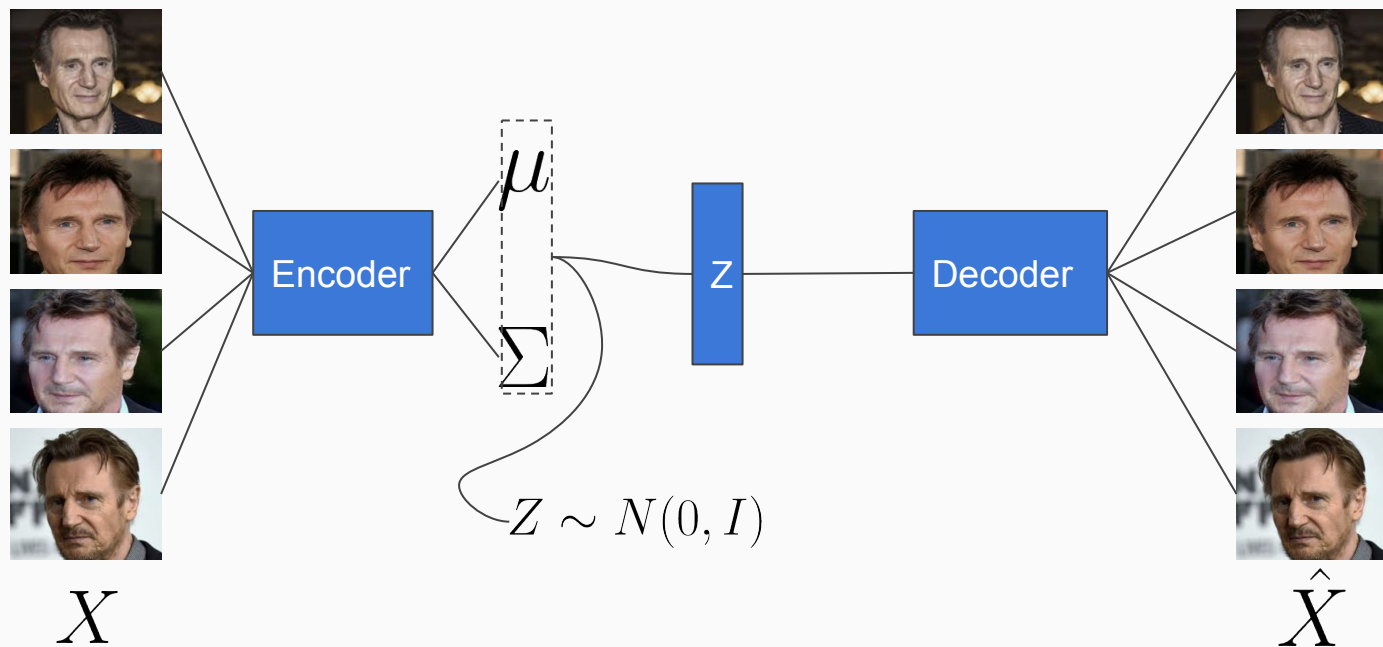 Encoder
μ
Σ
Z
Decoder
Z ∼ N(0, I)
X
X̂